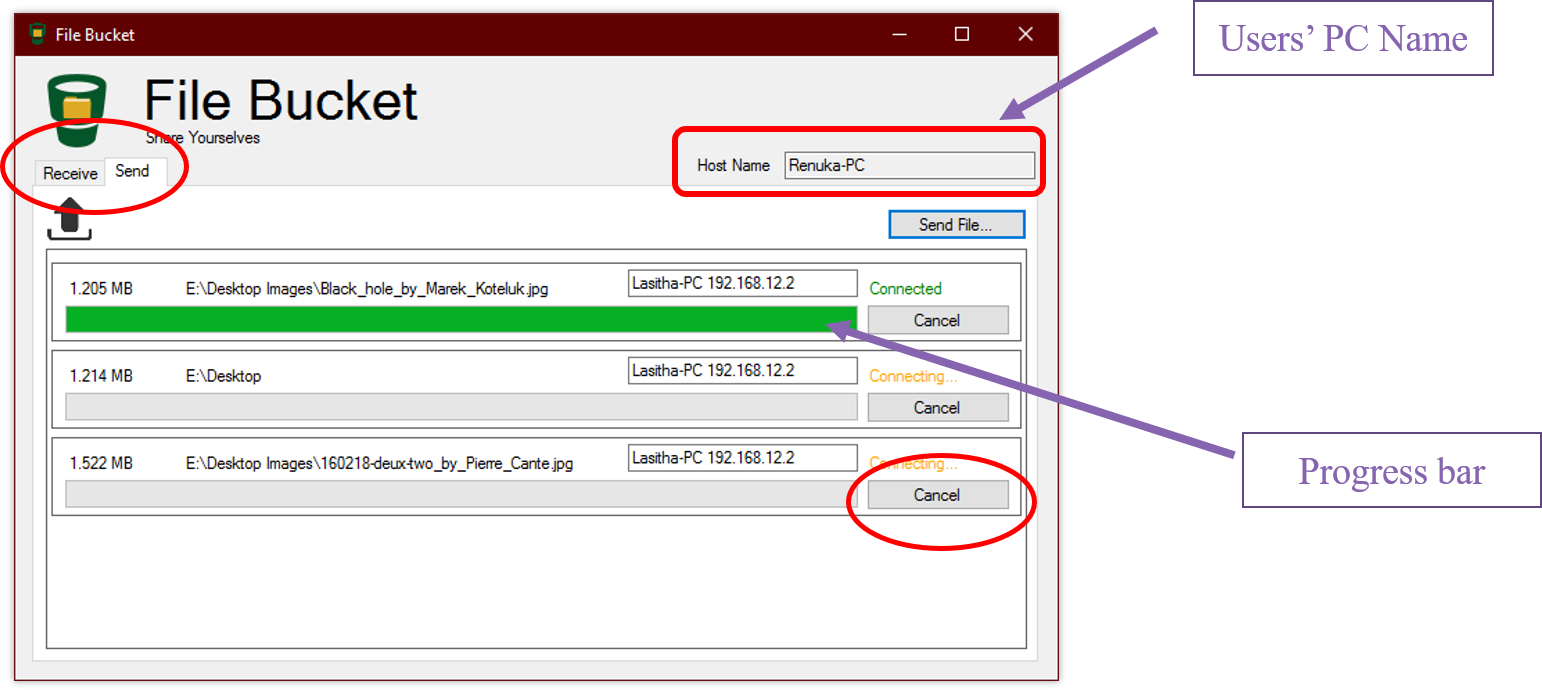 File Bucket
Users’ PC Name
File Bucket
Share Yourselves
Host Name Renuka-PC
Receive Send
Send File...
1.205 MB E:\Desktop Images\Black_hole_by_Marek_Koteluk.jpg Lasitha-PC 192.168.12.2 Connected
Cancel
1.214 MB E:\Desktop Lasitha-PC 192.168.12.2 Connecting...
Cancel
1.522 MB E:\Desktop Images\160218-deux-two_by_Pierre_Cante.jpg Lasitha-PC 192.168.12.2 Connecting...
Cancel
Progress bar